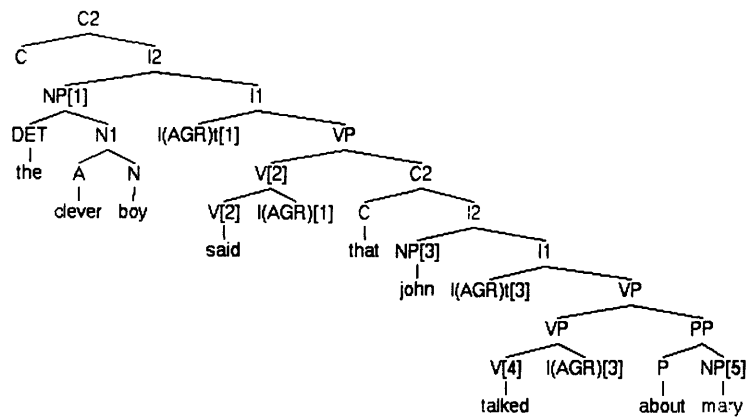 C2
C I2
NP[1] I1
DET N1 I(AGR)t[1] VP
the A N V[2] C2
clever boy V[2] I(AGR)[1] C I2
said that NP[3] I1
john I(AGR)t[3] VP
VP PP
V[4] I(AGR)[3] P NP[5]
talked about mary